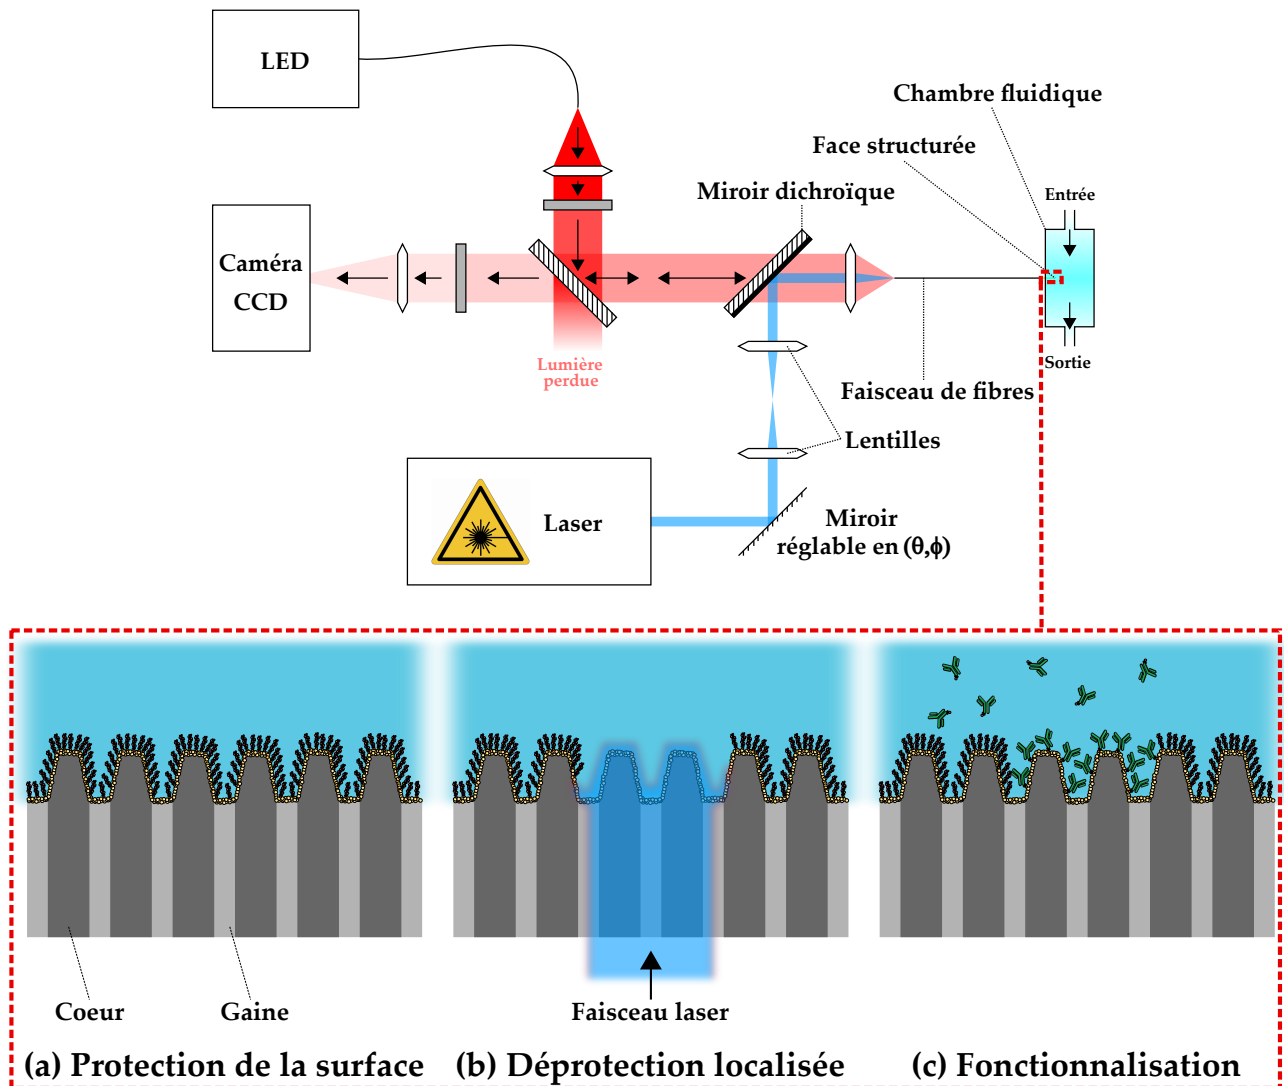 LED
Chambre fluidique
Face structurée
Miroir dichroïque
Entrée
Caméra
CCD
Lumière
perdue
Sortie
Faisceau de fibres
Lentilles
Laser
Miroir
réglable en (θ,ϕ)
Coeur
Gaine
Faisceau laser
(a) Protection de la surface
(b) Déprotection localisée
(c) Fonctionnalisation